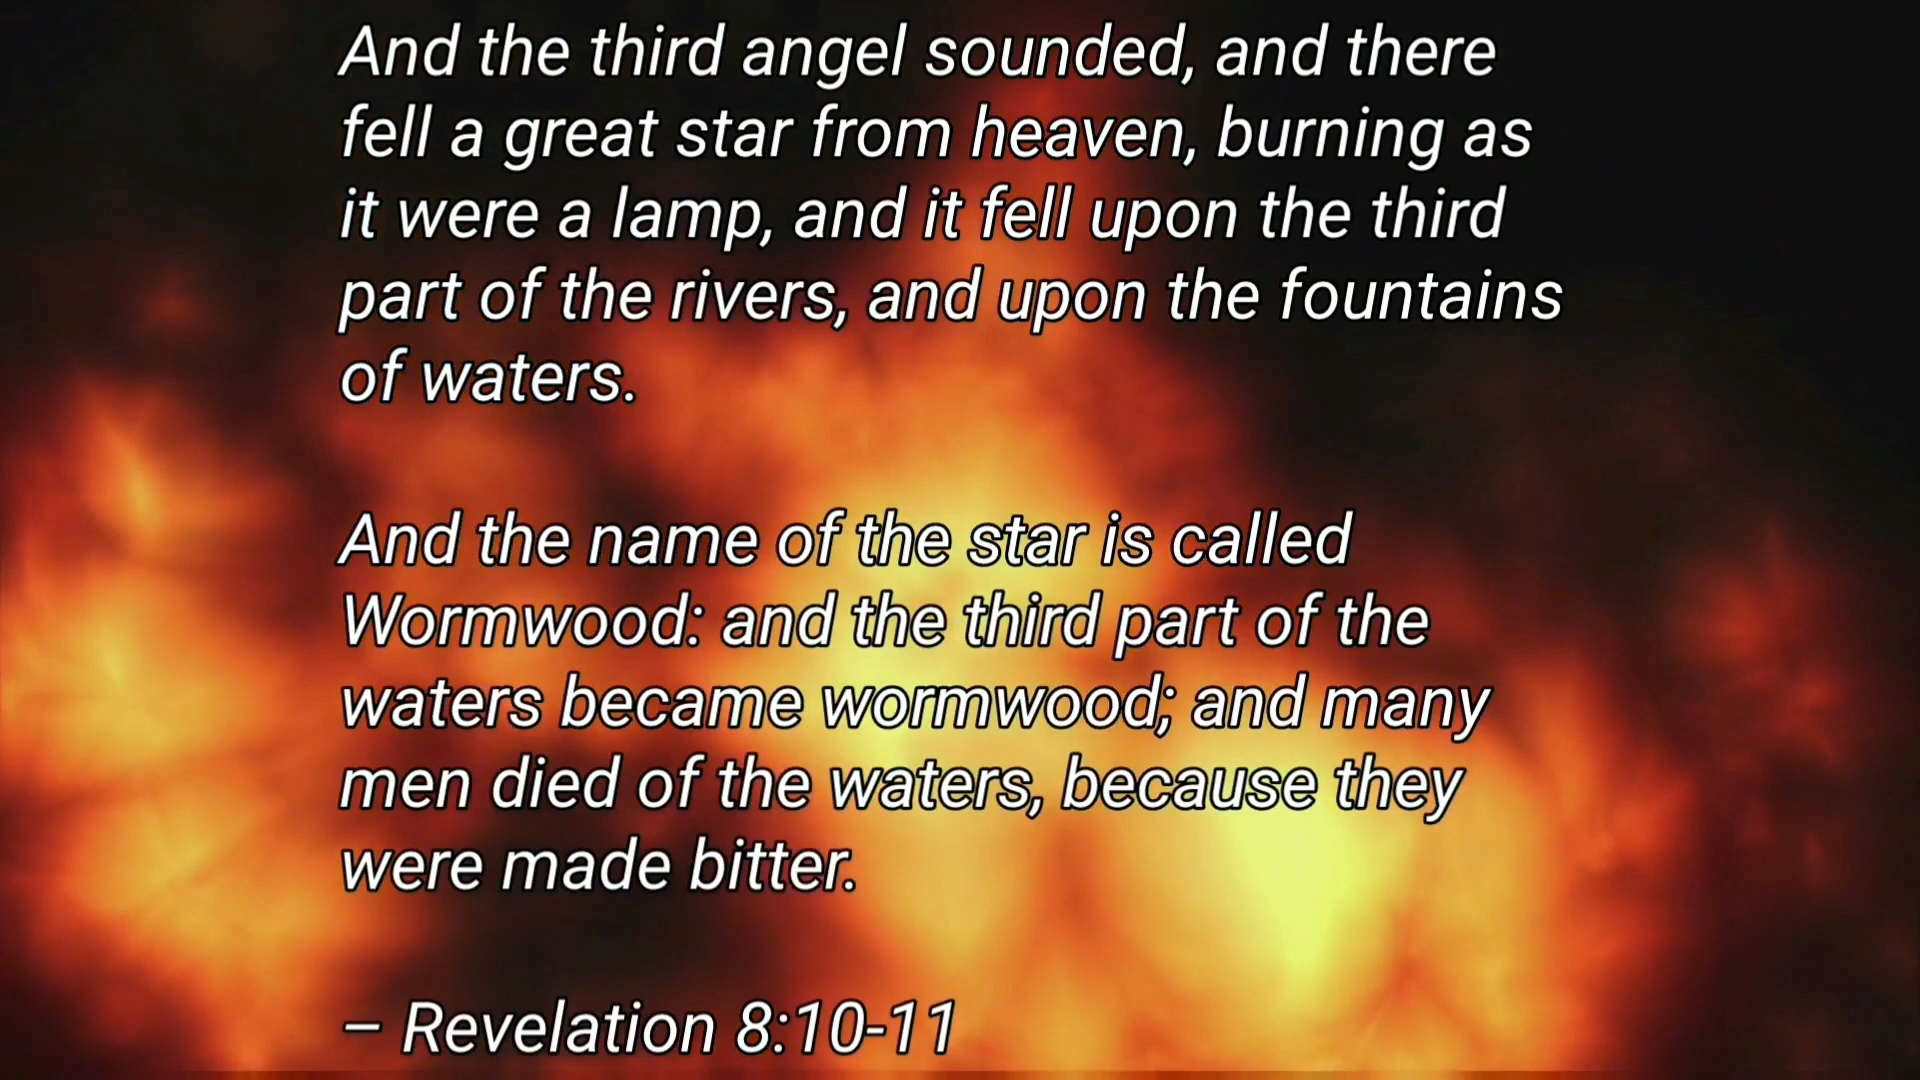 And the third angel sounded, and there
fell a great star from heaven, burning as
it were a lamp, and it fell upon the third
part of the rivers, and upon the fountains
of waters.
And the name of the star is called
Wormwood: and the third part of the
waters became wormwood; and many
men died of the waters, because they
were made bitter.
– Revelation 8:10-11